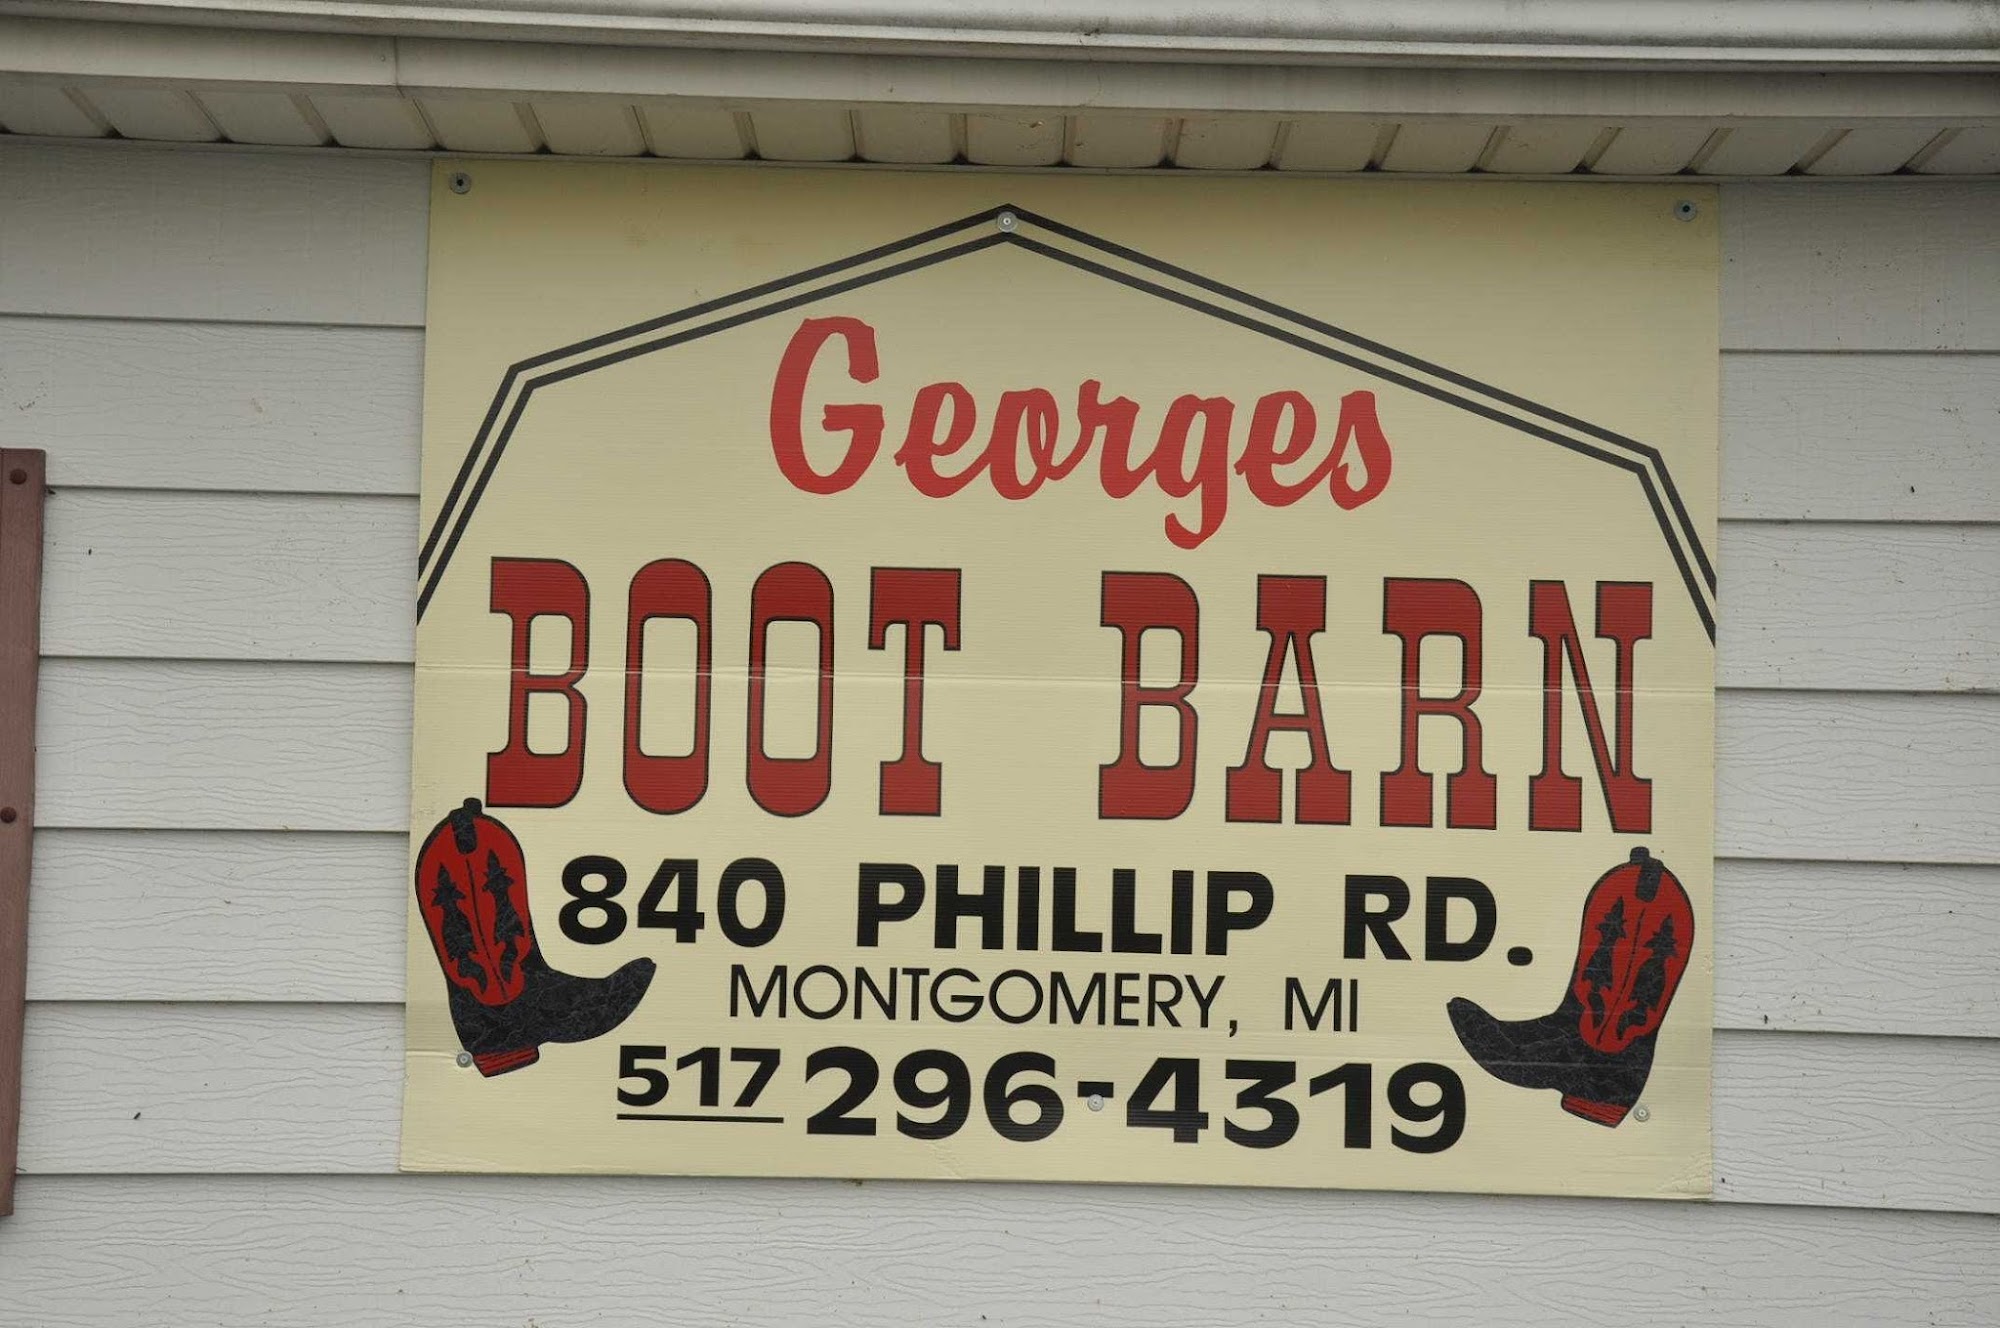 Georges
BOOT BARN
840 PHILLIP RD.
MONTGOMERY, MI
517 296-4319